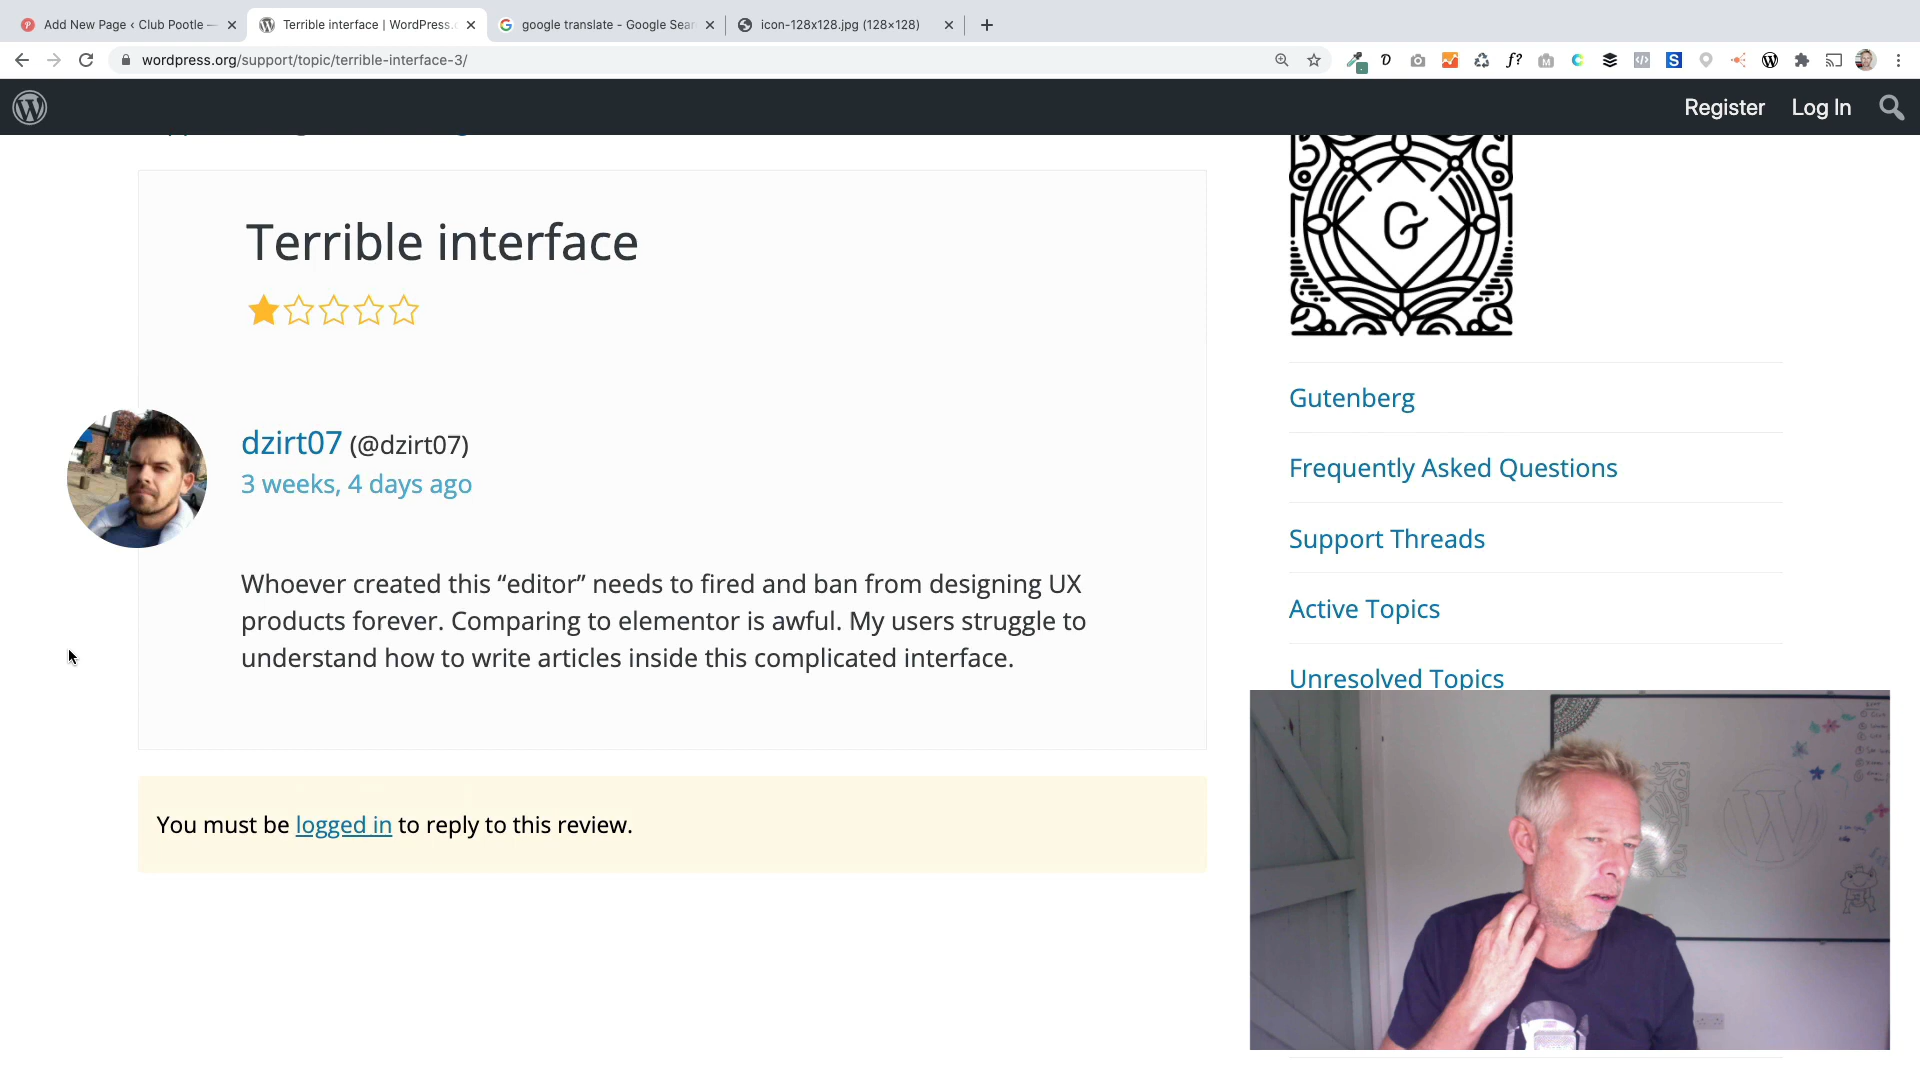 Add New Page ‹ Club Pootle —
Terrible interface | WordPress.
google translate - Google Sear
icon-128x128.jpg (128×128)
wordpress.org/support/topic/terrible-interface-3/
Register
Log In
Terrible interface
G
dzirt07 (@dzirt07)
3 weeks, 4 days ago
Whoever created this “editor” needs to fired and ban from designing UX
products forever. Comparing to elementor is awful. My users struggle to
understand how to write articles inside this complicated interface.
You must be logged in to reply to this review.
Gutenberg
Frequently Asked Questions
Support Threads
Active Topics
Unresolved Topics